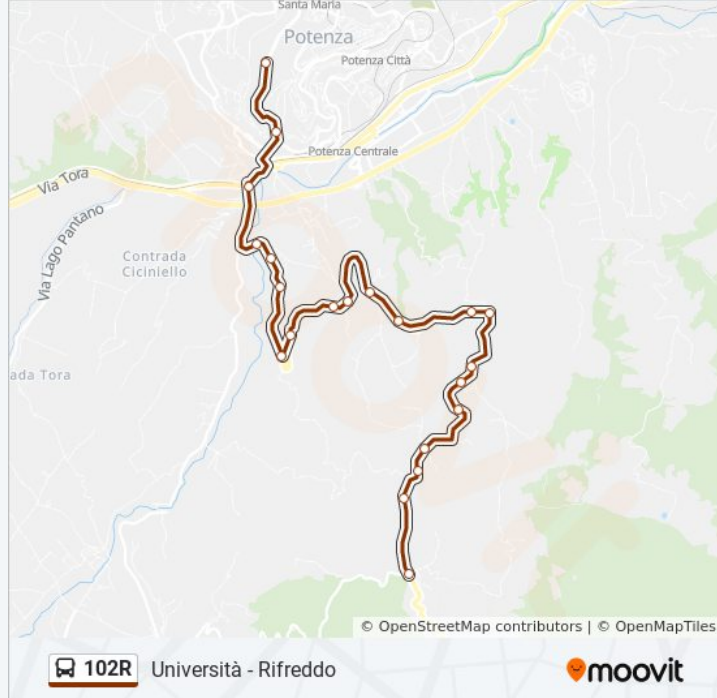 Santa Maria
Potenza
Potenza Città
Potenza Centrale
Via Tora
Via Lago Pantano
Contrada
Ciciniello
ada Tora
© OpenStreetMap contributors | © OpenMapTiles
102R Università - Rifreddo
moovit